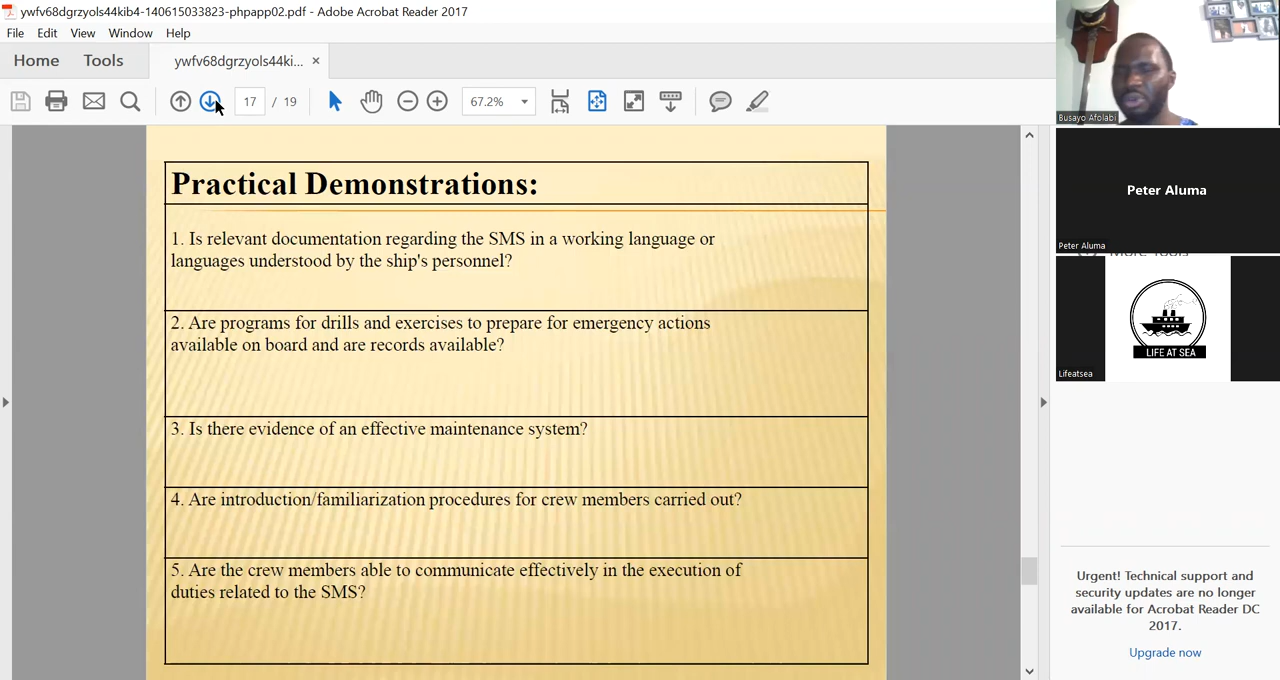 ywfv68dgrzyols44kib4-140615033823-phpapp02.pdf - Adobe Acrobat Reader 2017
File Edit View Window Help
Home Tools ywfv68dgrzyols44ki... ×
17 / 19 67.2%
Practical Demonstrations:
1. Is relevant documentation regarding the SMS in a working language or
languages understood by the ship's personnel?
2. Are programs for drills and exercises to prepare for emergency actions
available on board and are records available?
3. Is there evidence of an effective maintenance system?
4. Are introduction/familiarization procedures for crew members carried out?
5. Are the crew members able to communicate effectively in the execution of
duties related to the SMS?
Busayo Afolabi
Peter Aluma
Peter Aluma
More Tools
LIFE AT SEA
Lifeatsea
Urgent! Technical support and
security updates are no longer
available for Acrobat Reader DC
2017.
Upgrade now